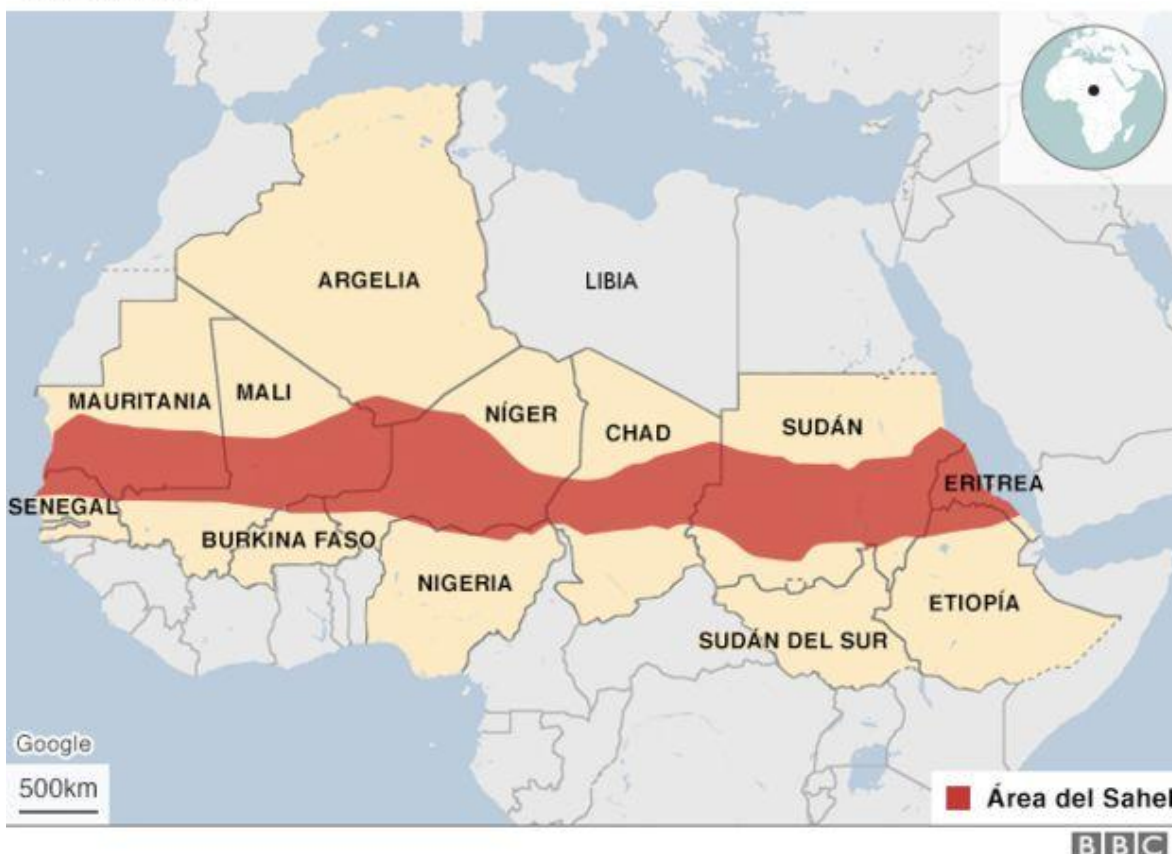 ARGELIA
LIBIA
MAURITANIA
MALI
NÍGER
CHAD
SUDÁN
ERITREA
SENEGAL
BURKINA FASO
NIGERIA
ETIOPÍA
SUDÁN DEL SUR
Google
500km
Área del Sahel
BBC